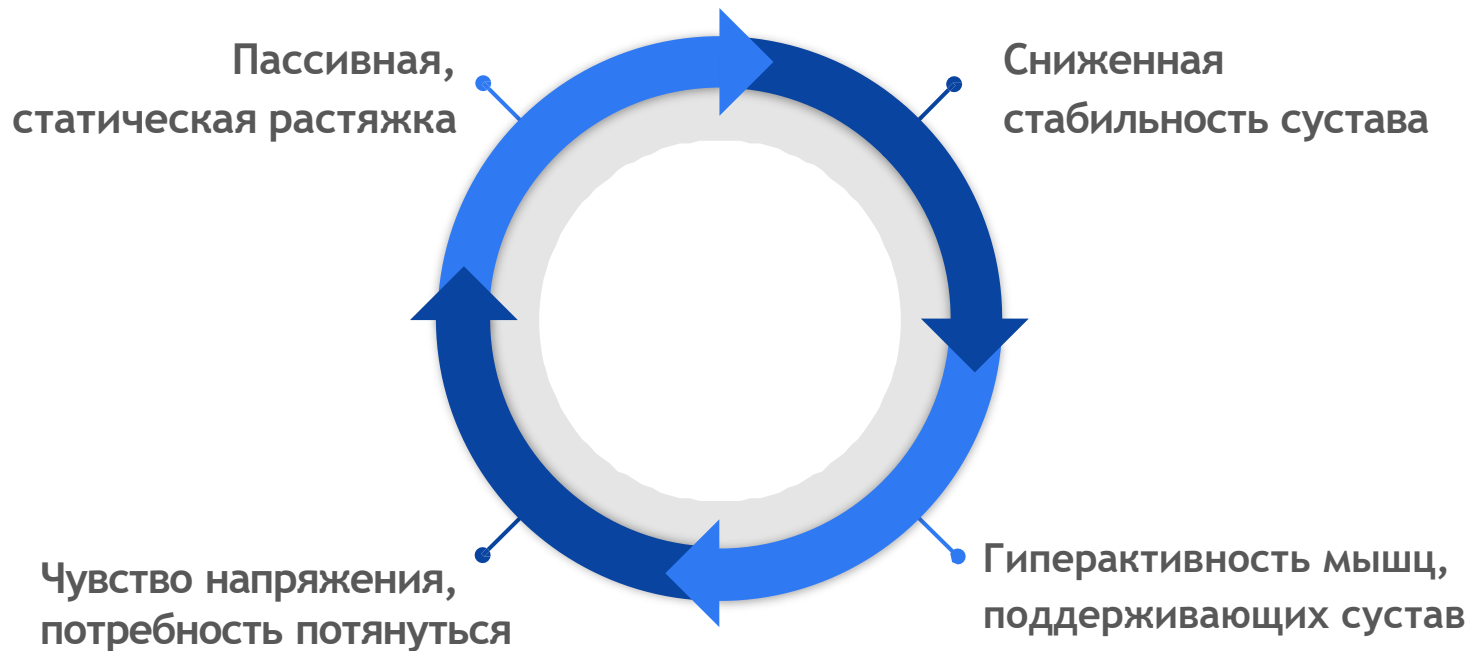 Пассивная,
статическая растяжка
Сниженная
стабильность сустава
Гиперактивность мышц,
поддерживающих сустав
Чувство напряжения,
потребность потянуться